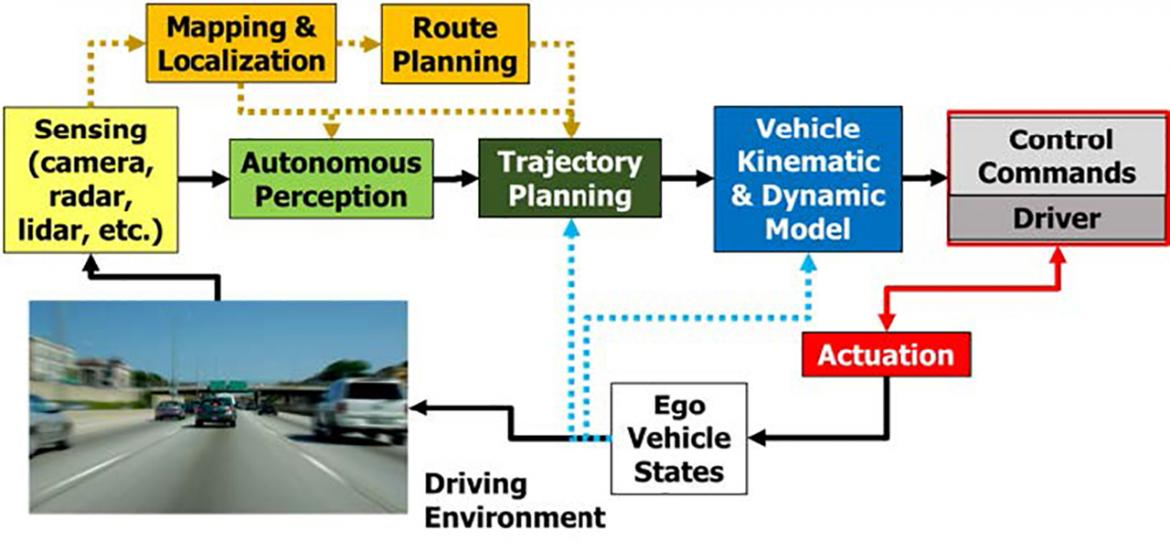 Mapping &
Localization
Route
Planning
Sensing
(camera,
radar,
lidar, etc.)
Autonomous
Perception
Trajectory
Planning
Vehicle
Kinematic
& Dynamic
Model
Control
Commands
Driver
Actuation
Ego
Vehicle
States
Driving
Environment